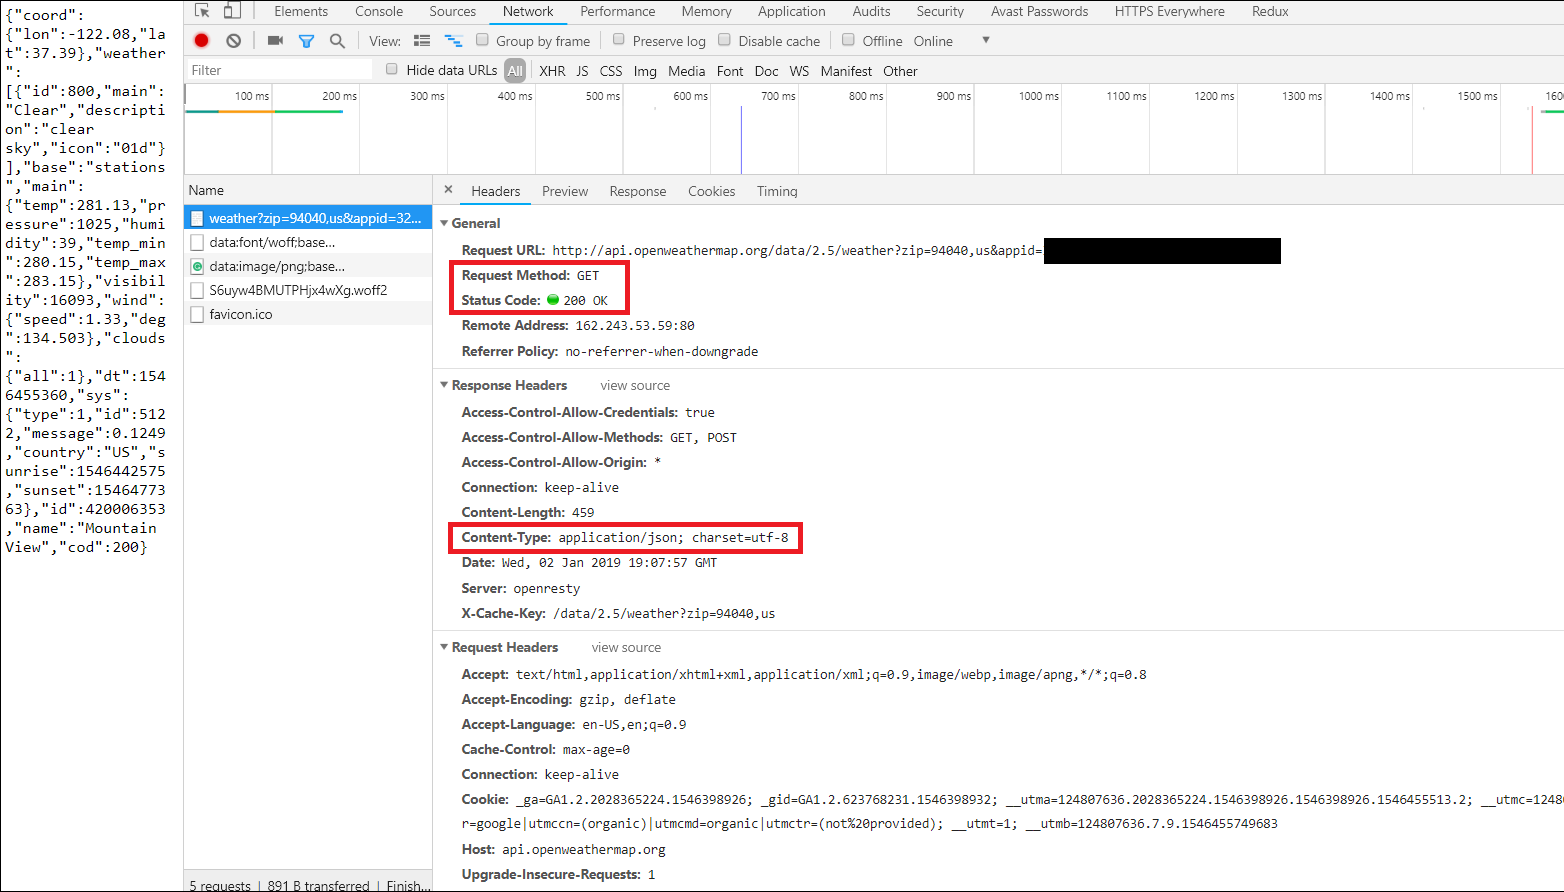 {"coord":
{"lon":-122.08,"la
t":37.39},"weather
":
[{"id":800,"main":
"Clear","descripti
on":"clear
sky","icon":"01d"}
],"base":"stations
","main":
{"temp":281.13,"pr
essure":1025,"humi
dity":39,"temp_min
":280.15,"temp_max
":283.15},"visibil
ity":16093,"wind":
{"speed":1.33,"deg
":134.503},"clouds
":
{"all":1},"dt":154
6455360,"sys":
{"type":1,"id":512
2,"message":0.1249
,"country":"US","s
unrise":1546442575
,"sunset":15464773
63},"id":420006353
,"name":"Mountain
View","cod":200}
Elements Console Sources Network Performance Memory Application Audits Security Avast Passwords HTTPS Everywhere Redux
View: Group by frame Preserve log Disable cache Offline Online
Filter Hide data URLs All XHR JS CSS Img Media Font Doc WS Manifest Other
100 ms 200 ms 300 ms 400 ms 500 ms 600 ms 700 ms 800 ms 900 ms 1000 ms 1100 ms 1200 ms 1300 ms 1400 ms 1500 ms 160
Name
weather?zip=94040,us&appid=32...
data:font/woff;base...
data:image/png;base...
S6uyw4BMUTPHjx4wXg.woff2
favicon.ico
5 requests | 891 B transferred | Finish...
× Headers Preview Response Cookies Timing
General
Request URL: http://api.openweathermap.org/data/2.5/weather?zip=94040,us&appid=
Request Method: GET
Status Code: 200 OK
Remote Address: 162.243.53.59:80
Referrer Policy: no-referrer-when-downgrade
Response Headers view source
Access-Control-Allow-Credentials: true
Access-Control-Allow-Methods: GET, POST
Access-Control-Allow-Origin: *
Connection: keep-alive
Content-Length: 459
Content-Type: application/json; charset=utf-8
Date: Wed, 02 Jan 2019 19:07:57 GMT
Server: openresty
X-Cache-Key: /data/2.5/weather?zip=94040,us
Request Headers view source
Accept: text/html,application/xhtml+xml,application/xml;q=0.9,image/webp,image/apng,*/*;q=0.8
Accept-Encoding: gzip, deflate
Accept-Language: en-US,en;q=0.9
Cache-Control: max-age=0
Connection: keep-alive
Cookie: _ga=GA1.2.2028365224.1546398926; _gid=GA1.2.623768231.1546398932; __utma=124807636.2028365224.1546398926.1546398926.1546455513.2; __utmc=12480
r=google|utmccn=(organic)|utmcmd=organic|utmctr=(not%20provided); __utmt=1; __utmb=124807636.7.9.1546455749683
Host: api.openweathermap.org
Upgrade-Insecure-Requests: 1